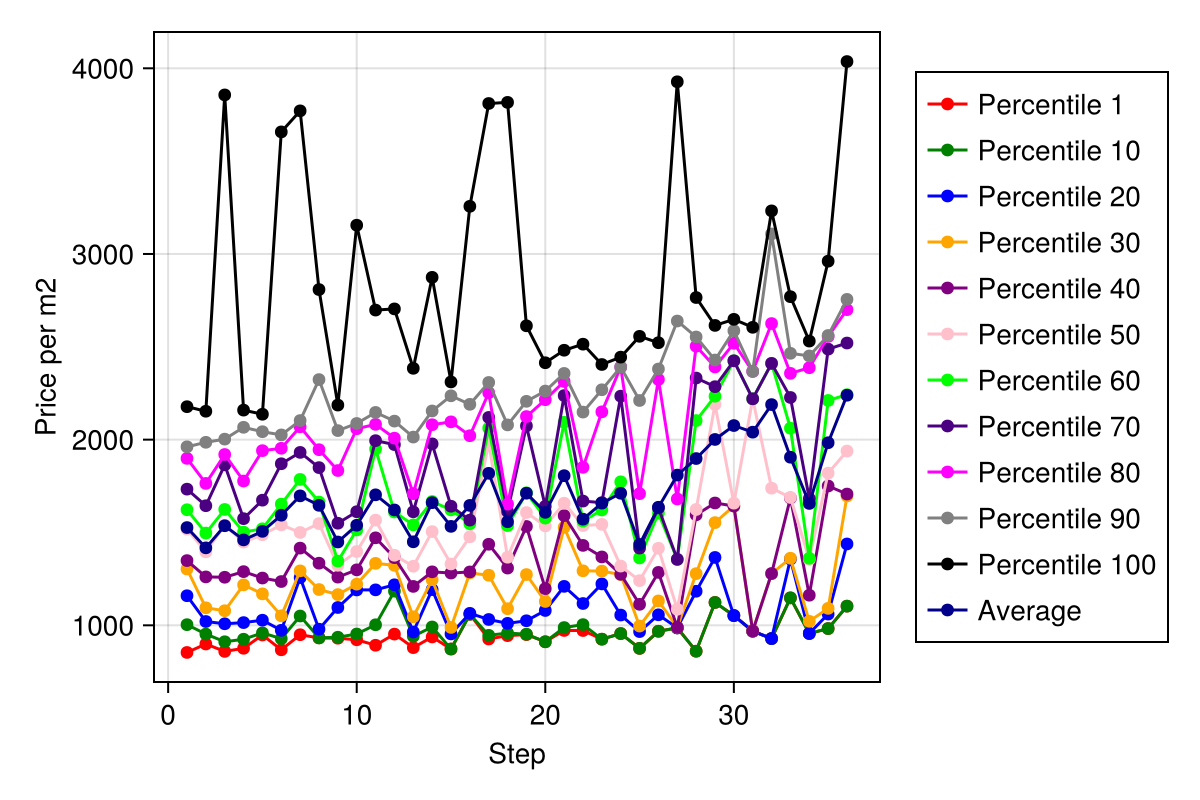 4000
3000
2000
1000
Price per m2
0 10 20 30
Step
Percentile 1
Percentile 10
Percentile 20
Percentile 30
Percentile 40
Percentile 50
Percentile 60
Percentile 70
Percentile 80
Percentile 90
Percentile 100
Average